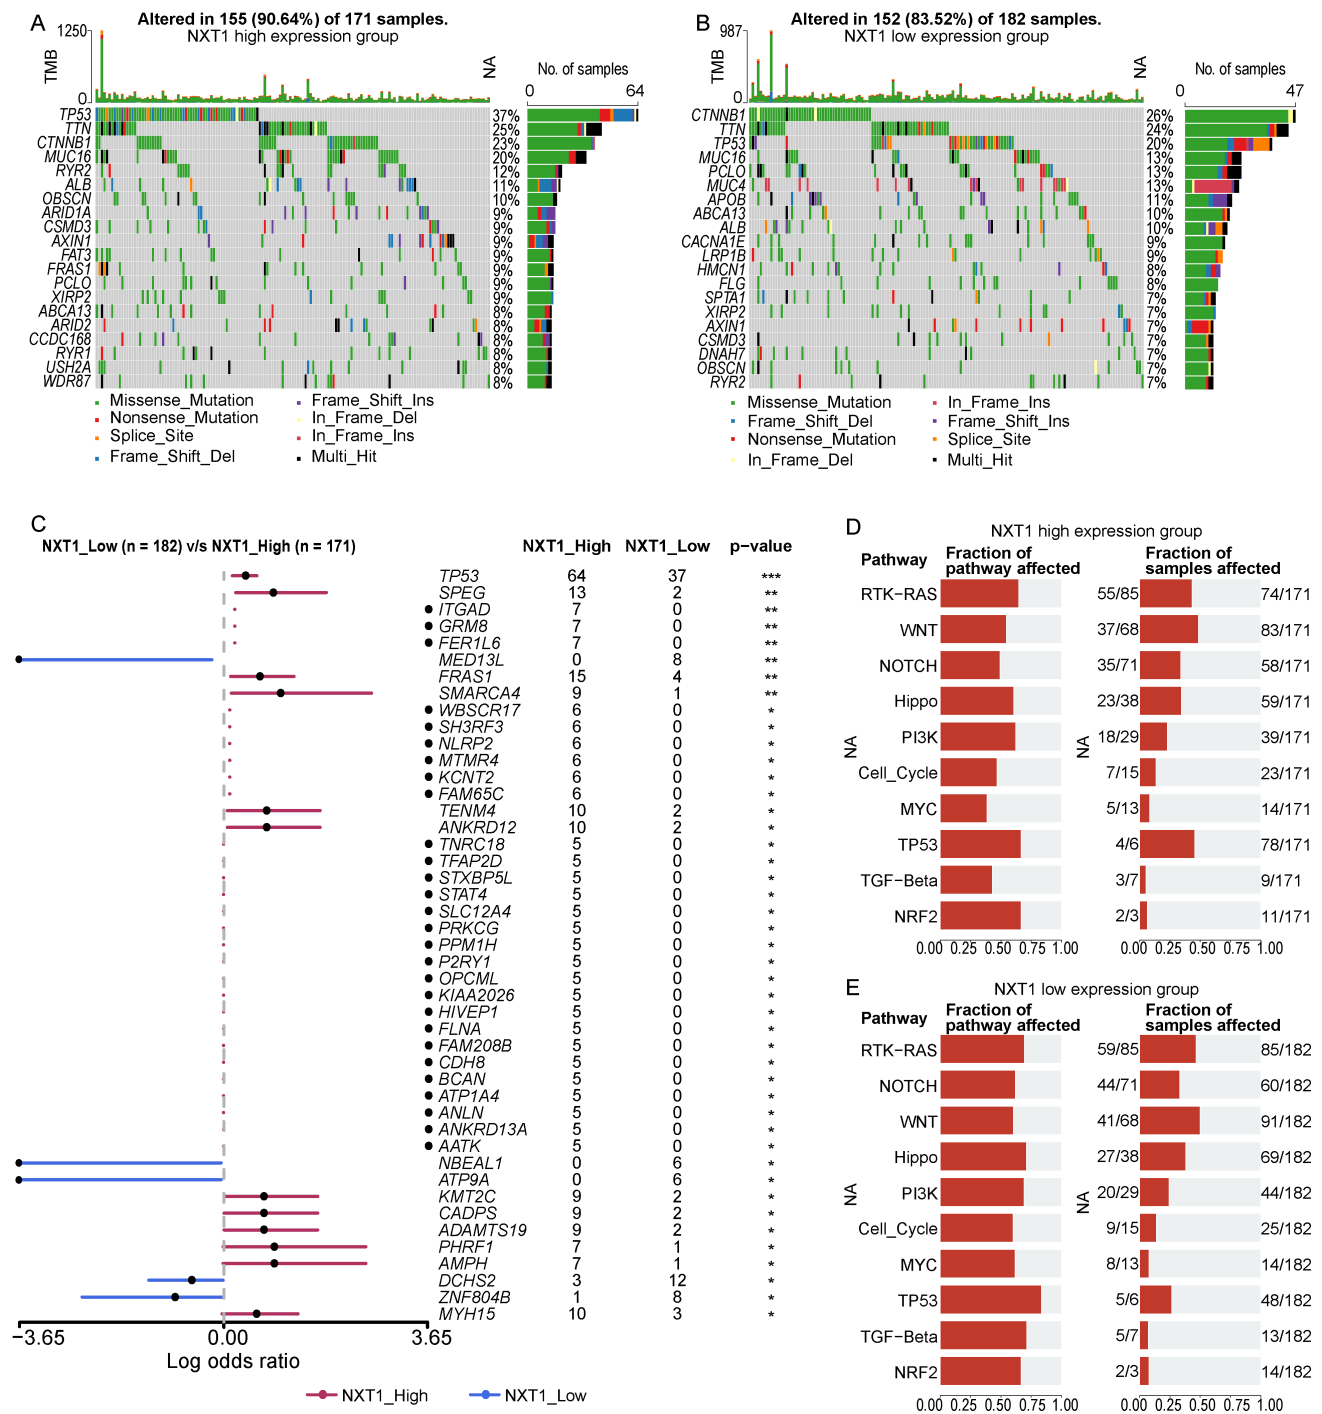 A
Altered in 155 (90.64%) of 171 samples.
NXT1 high expression group
1250
TMB
0
NA
No. of samples
0 64
TP53 37%
TTN 25%
CTNNB1 23%
MUC16 20%
RYR2 12%
ALB 11%
OBSCN 10%
ARID1A 9%
CSMD3 9%
AXIN1 9%
FAT3 9%
FRAS1 9%
PCLO 9%
XIRP2 9%
ABCA13 8%
ARID2 8%
CCDC168 8%
RYR1 8%
USH2A 8%
WDR87 8%
Missense_Mutation Frame_Shift_Ins
Nonsense_Mutation In_Frame_Del
Splice_Site In_Frame_Ins
Frame_Shift_Del Multi_Hit
B
Altered in 152 (83.52%) of 182 samples.
NXT1 low expression group
987
TMB
0
NA
No. of samples
0 47
CTNNB1 26%
TTN 24%
TP53 20%
MUC16 13%
PCLO 13%
MUC4 13%
APOB 11%
ABCA13 10%
ALB 10%
CACNA1E 9%
LRP1B 9%
HMCN1 8%
FLG 8%
SPTA1 7%
XIRP2 7%
AXIN1 7%
CSMD3 7%
DNAH7 7%
OBSCN 7%
RYR2 7%
Missense_Mutation In_Frame_Ins
Frame_Shift_Del Frame_Shift_Ins
Nonsense_Mutation Splice_Site
In_Frame_Del Multi_Hit
C
NXT1_Low (n = 182) v/s NXT1_High (n = 171) NXT1_High NXT1_Low p−value
TP53 64 37 ***
SPEG 13 2 **
ITGAD 7 0 **
GRM8 7 0 **
FER1L6 7 0 **
MED13L 0 8 **
FRAS1 15 4 **
SMARCA4 9 1 **
WBSCR17 6 0 *
SH3RF3 6 0 *
NLRP2 6 0 *
MTMR4 6 0 *
KCNT2 6 0 *
FAM65C 6 0 *
TENM4 10 2 *
ANKRD12 10 2 *
TNRC18 5 0 *
TFAP2D 5 0 *
STXBP5L 5 0 *
STAT4 5 0 *
SLC12A4 5 0 *
PRKCG 5 0 *
PPM1H 5 0 *
P2RY1 5 0 *
OPCML 5 0 *
KIAA2026 5 0 *
HIVEP1 5 0 *
FLNA 5 0 *
FAM208B 5 0 *
CDH8 5 0 *
BCAN 5 0 *
ATP1A4 5 0 *
ANLN 5 0 *
ANKRD13A 5 0 *
AATK 5 0 *
NBEAL1 0 6 *
ATP9A 0 6 *
KMT2C 9 2 *
CADPS 9 2 *
ADAMTS19 9 2 *
PHRF1 7 1 *
AMPH 7 1 *
DCHS2 3 12 *
ZNF804B 1 8 *
MYH15 10 3 *
−3.65 0.00 3.65
Log odds ratio
NXT1_High NXT1_Low
D
NXT1 high expression group
Pathway
Fraction of
pathway affected
Fraction of
samples affected
RTK−RAS 55/85 74/171
WNT 37/68 83/171
NOTCH 35/71 58/171
Hippo 23/38 59/171
PI3K 18/29 39/171
Cell_Cycle 7/15 23/171
MYC 5/13 14/171
TP53 4/6 78/171
TGF−Beta 3/7 9/171
NRF2 2/3 11/171
NA
NA
0.00 0.25 0.50 0.75 1.00 0.00 0.25 0.50 0.75 1.00
E
NXT1 low expression group
Pathway
Fraction of
pathway affected
Fraction of
samples affected
RTK−RAS 59/85 85/182
NOTCH 44/71 60/182
WNT 41/68 91/182
Hippo 27/38 69/182
PI3K 20/29 44/182
Cell_Cycle 9/15 25/182
MYC 8/13 14/182
TP53 5/6 48/182
TGF−Beta 5/7 13/182
NRF2 2/3 14/182
NA
NA
0.00 0.25 0.50 0.75 1.00 0.00 0.25 0.50 0.75 1.00